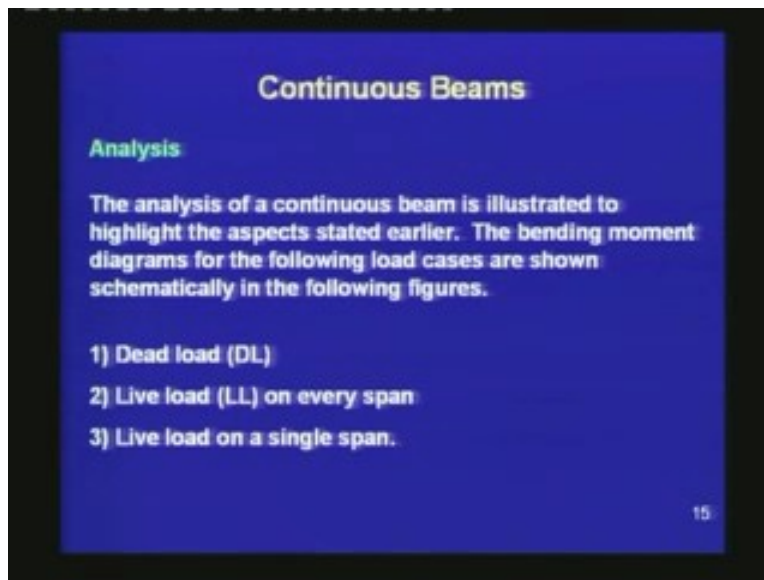 Continuous Beams
Analysis
The analysis of a continuous beam is illustrated to
highlight the aspects stated earlier. The bending moment
diagrams for the following load cases are shown
schematically in the following figures.
1) Dead load (DL)
2) Live load (LL) on every span
3) Live load on a single span.
15